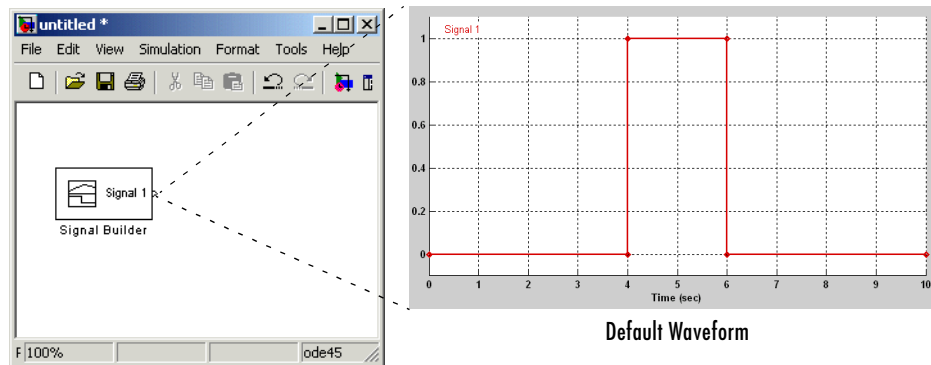 untitled *
File Edit View Simulation Format Tools Help
Signal 1
Signal Builder
F 100% ode45
Signal 1
1
0.8
0.6
0.4
0.2
0
0 1 2 3 4 5 6 7 8 9 10
Time (sec)
Default Waveform